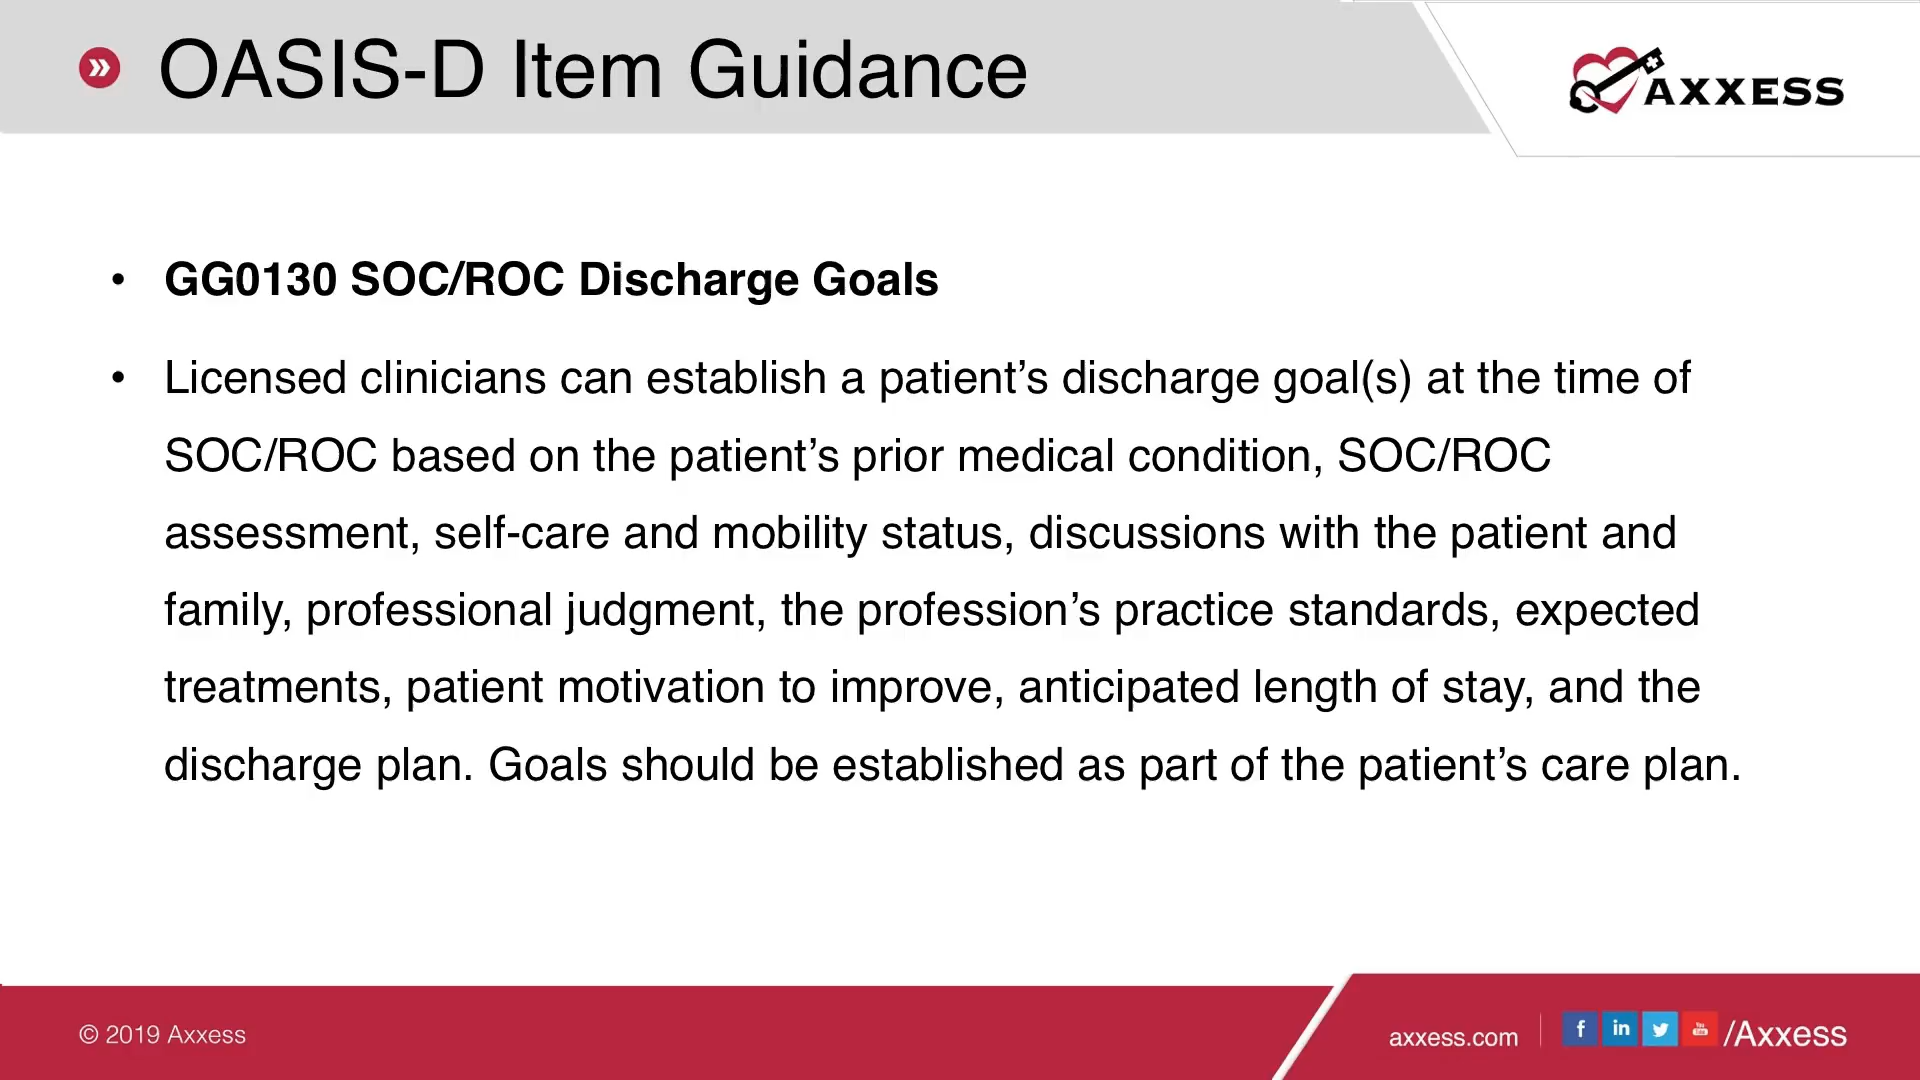 OASIS-D Item Guidance
AXXESS
• GG0130 SOC/ROC Discharge Goals
• Licensed clinicians can establish a patient’s discharge goal(s) at the time of
SOC/ROC based on the patient’s prior medical condition, SOC/ROC
assessment, self-care and mobility status, discussions with the patient and
family, professional judgment, the profession’s practice standards, expected
treatments, patient motivation to improve, anticipated length of stay, and the
discharge plan. Goals should be established as part of the patient’s care plan.
© 2019 Axxess
axxess.com
f in You Tube /Axxess